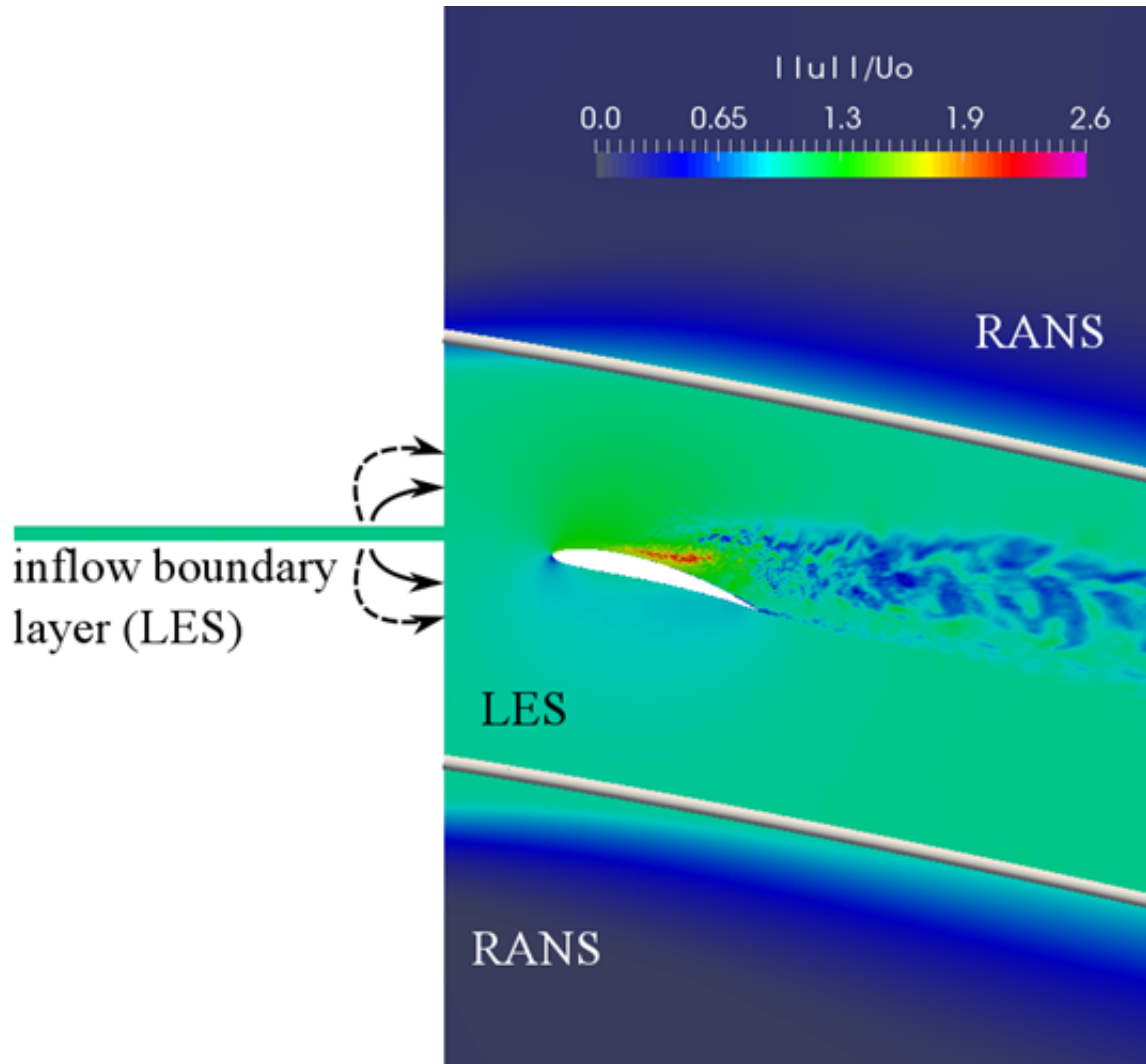 ||u||/Uo
0.0 0.65 1.3 1.9 2.6
RANS
inflow boundary
layer (LES)
LES
RANS